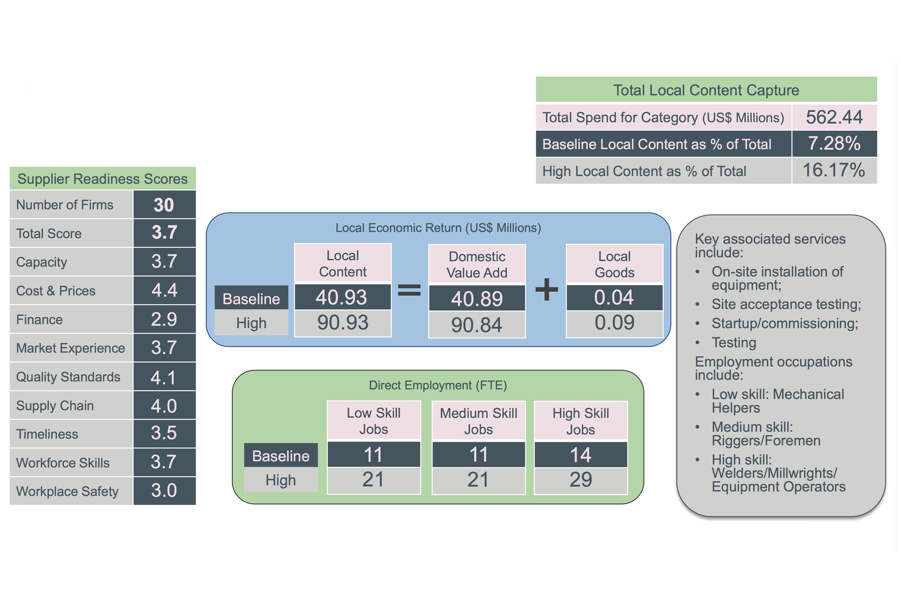 Total Local Content Capture
Total Spend for Category (US$ Millions) 562.44
Baseline Local Content as % of Total 7.28%
High Local Content as % of Total 16.17%
Supplier Readiness Scores
Number of Firms 30
Total Score 3.7
Capacity 3.7
Cost & Prices 4.4
Finance 2.9
Market Experience 3.7
Quality Standards 4.1
Supply Chain 4.0
Timeliness 3.5
Workforce Skills 3.7
Workplace Safety 3.0
Local Economic Return (US$ Millions)
Local
Content
=
Domestic
Value Add
+
Local
Goods
Baseline 40.93 40.89 0.04
High 90.93 90.84 0.09
Direct Employment (FTE)
Low Skill
Jobs
Medium Skill
Jobs
High Skill
Jobs
Baseline 11 11 14
High 21 21 29
Key associated services
include:
• On-site installation of
equipment;
• Site acceptance testing;
• Startup/commissioning;
• Testing
Employment occupations
include:
• Low skill: Mechanical
Helpers
• Medium skill:
Riggers/Foremen
• High skill:
Welders/Millwrights/
Equipment Operators